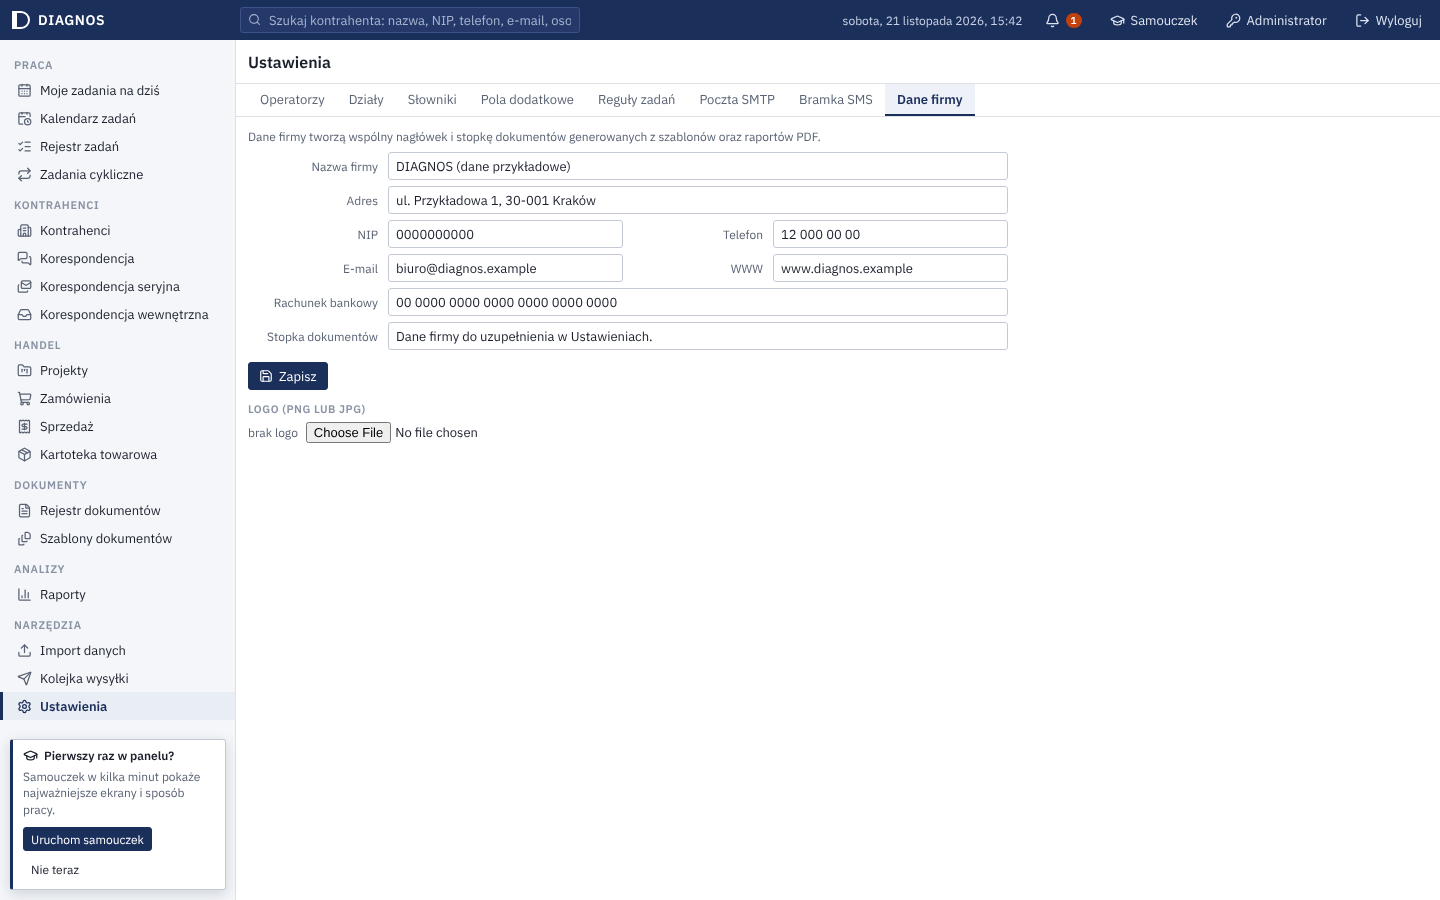 DIAGNOS
Szukaj kontrahenta: nazwa, NIP, telefon, e-mail, oso
sobota, 21 listopada 2026, 15:42
1
Samouczek
Administrator
Wyloguj
PRACA
Moje zadania na dziś
Kalendarz zadań
Rejestr zadań
Zadania cykliczne
KONTRAHENCI
Kontrahenci
Korespondencja
Korespondencja seryjna
Korespondencja wewnętrzna
HANDEL
Projekty
Zamówienia
Sprzedaż
Kartoteka towarowa
DOKUMENTY
Rejestr dokumentów
Szablony dokumentów
ANALIZY
Raporty
NARZĘDZIA
Import danych
Kolejka wysyłki
Ustawienia
Pierwszy raz w panelu?
Samouczek w kilka minut pokaże
najważniejsze ekrany i sposób
pracy.
Uruchom samouczek
Nie teraz
Ustawienia
Operatorzy Działy Słowniki Pola dodatkowe Reguły zadań Poczta SMTP Bramka SMS Dane firmy
Dane firmy tworzą wspólny nagłówek i stopkę dokumentów generowanych z szablonów oraz raportów PDF.
Nazwa firmy DIAGNOS (dane przykładowe)
Adres ul. Przykładowa 1, 30-001 Kraków
NIP 0000000000 Telefon 12 000 00 00
E-mail biuro@diagnos.example WWW www.diagnos.example
Rachunek bankowy 00 0000 0000 0000 0000 0000 0000
Stopka dokumentów Dane firmy do uzupełnienia w Ustawieniach.
Zapisz
LOGO (PNG LUB JPG)
brak logo Choose File No file chosen